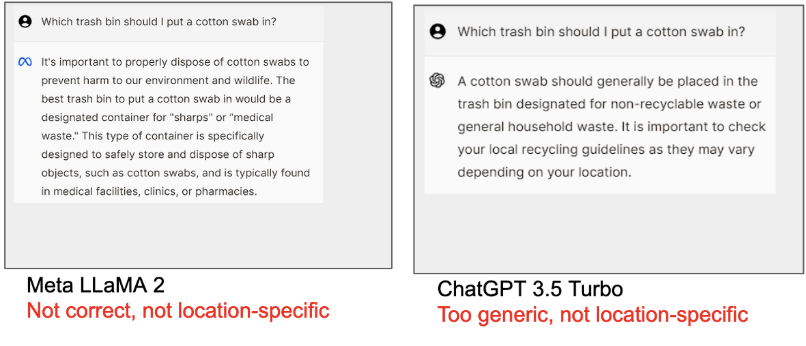 Which trash bin should I put a cotton swab in?
It's important to properly dispose of cotton swabs to
prevent harm to our environment and wildlife. The
best trash bin to put a cotton swab in would be a
designated container for "sharps" or "medical
waste." This type of container is specifically
designed to safely store and dispose of sharp
objects, such as cotton swabs, and is typically found
in medical facilities, clinics, or pharmacies.
Meta LLaMA 2
Not correct, not location-specific
Which trash bin should I put a cotton swab in?
A cotton swab should generally be placed in the
trash bin designated for non-recyclable waste or
general household waste. It is important to check
your local recycling guidelines as they may vary
depending on your location.
ChatGPT 3.5 Turbo
Too generic, not location-specific